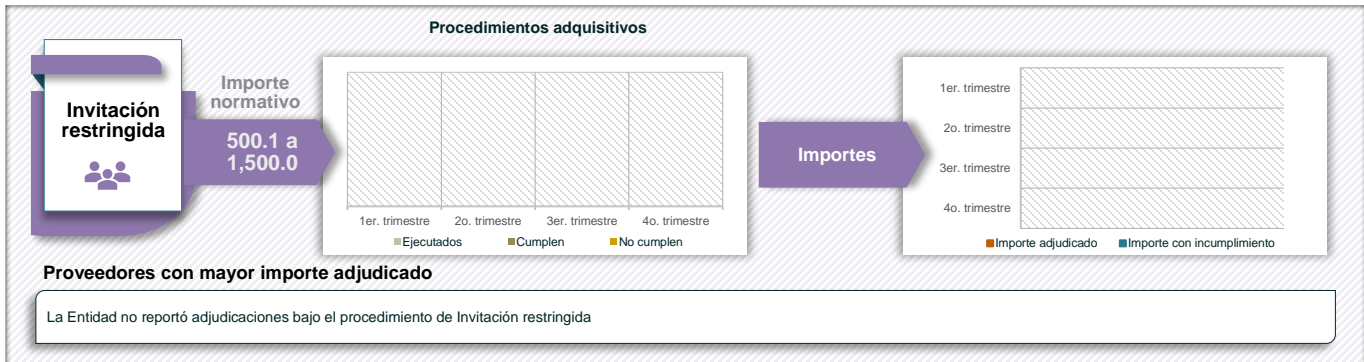 Procedimientos adquisitivos
Invitación
restringida
Importe
normativo
500.1 a
1,500.0
1er. trimestre
2o. trimestre
3er. trimestre
4o. trimestre
Ejecutados
Cumplen
No cumplen
Importes
1er. trimestre
2o. trimestre
3er. trimestre
4o. trimestre
Importe adjudicado
Importe con incumplimiento
Proveedores con mayor importe adjudicado
La Entidad no reportó adjudicaciones bajo el procedimiento de Invitación restringida